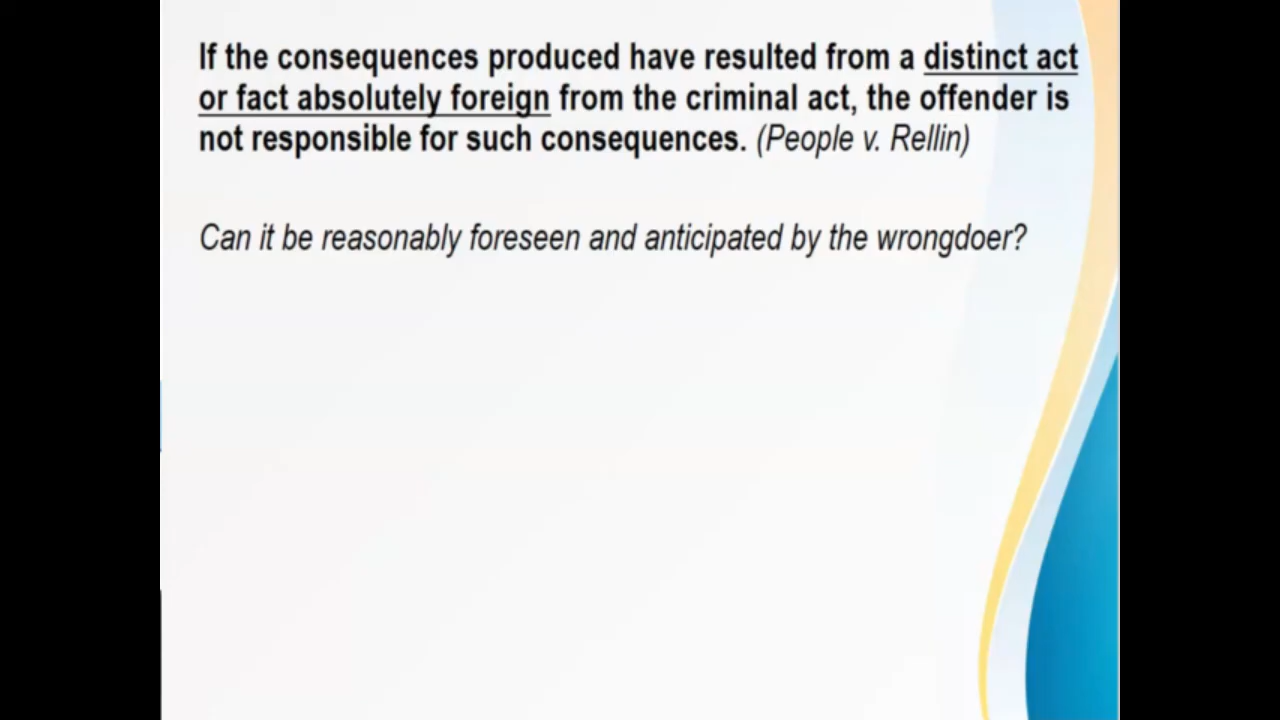 If the consequences produced have resulted from a distinct act
or fact absolutely foreign from the criminal act, the offender is
not responsible for such consequences. (People v. Rellin)
Can it be reasonably foreseen and anticipated by the wrongdoer?